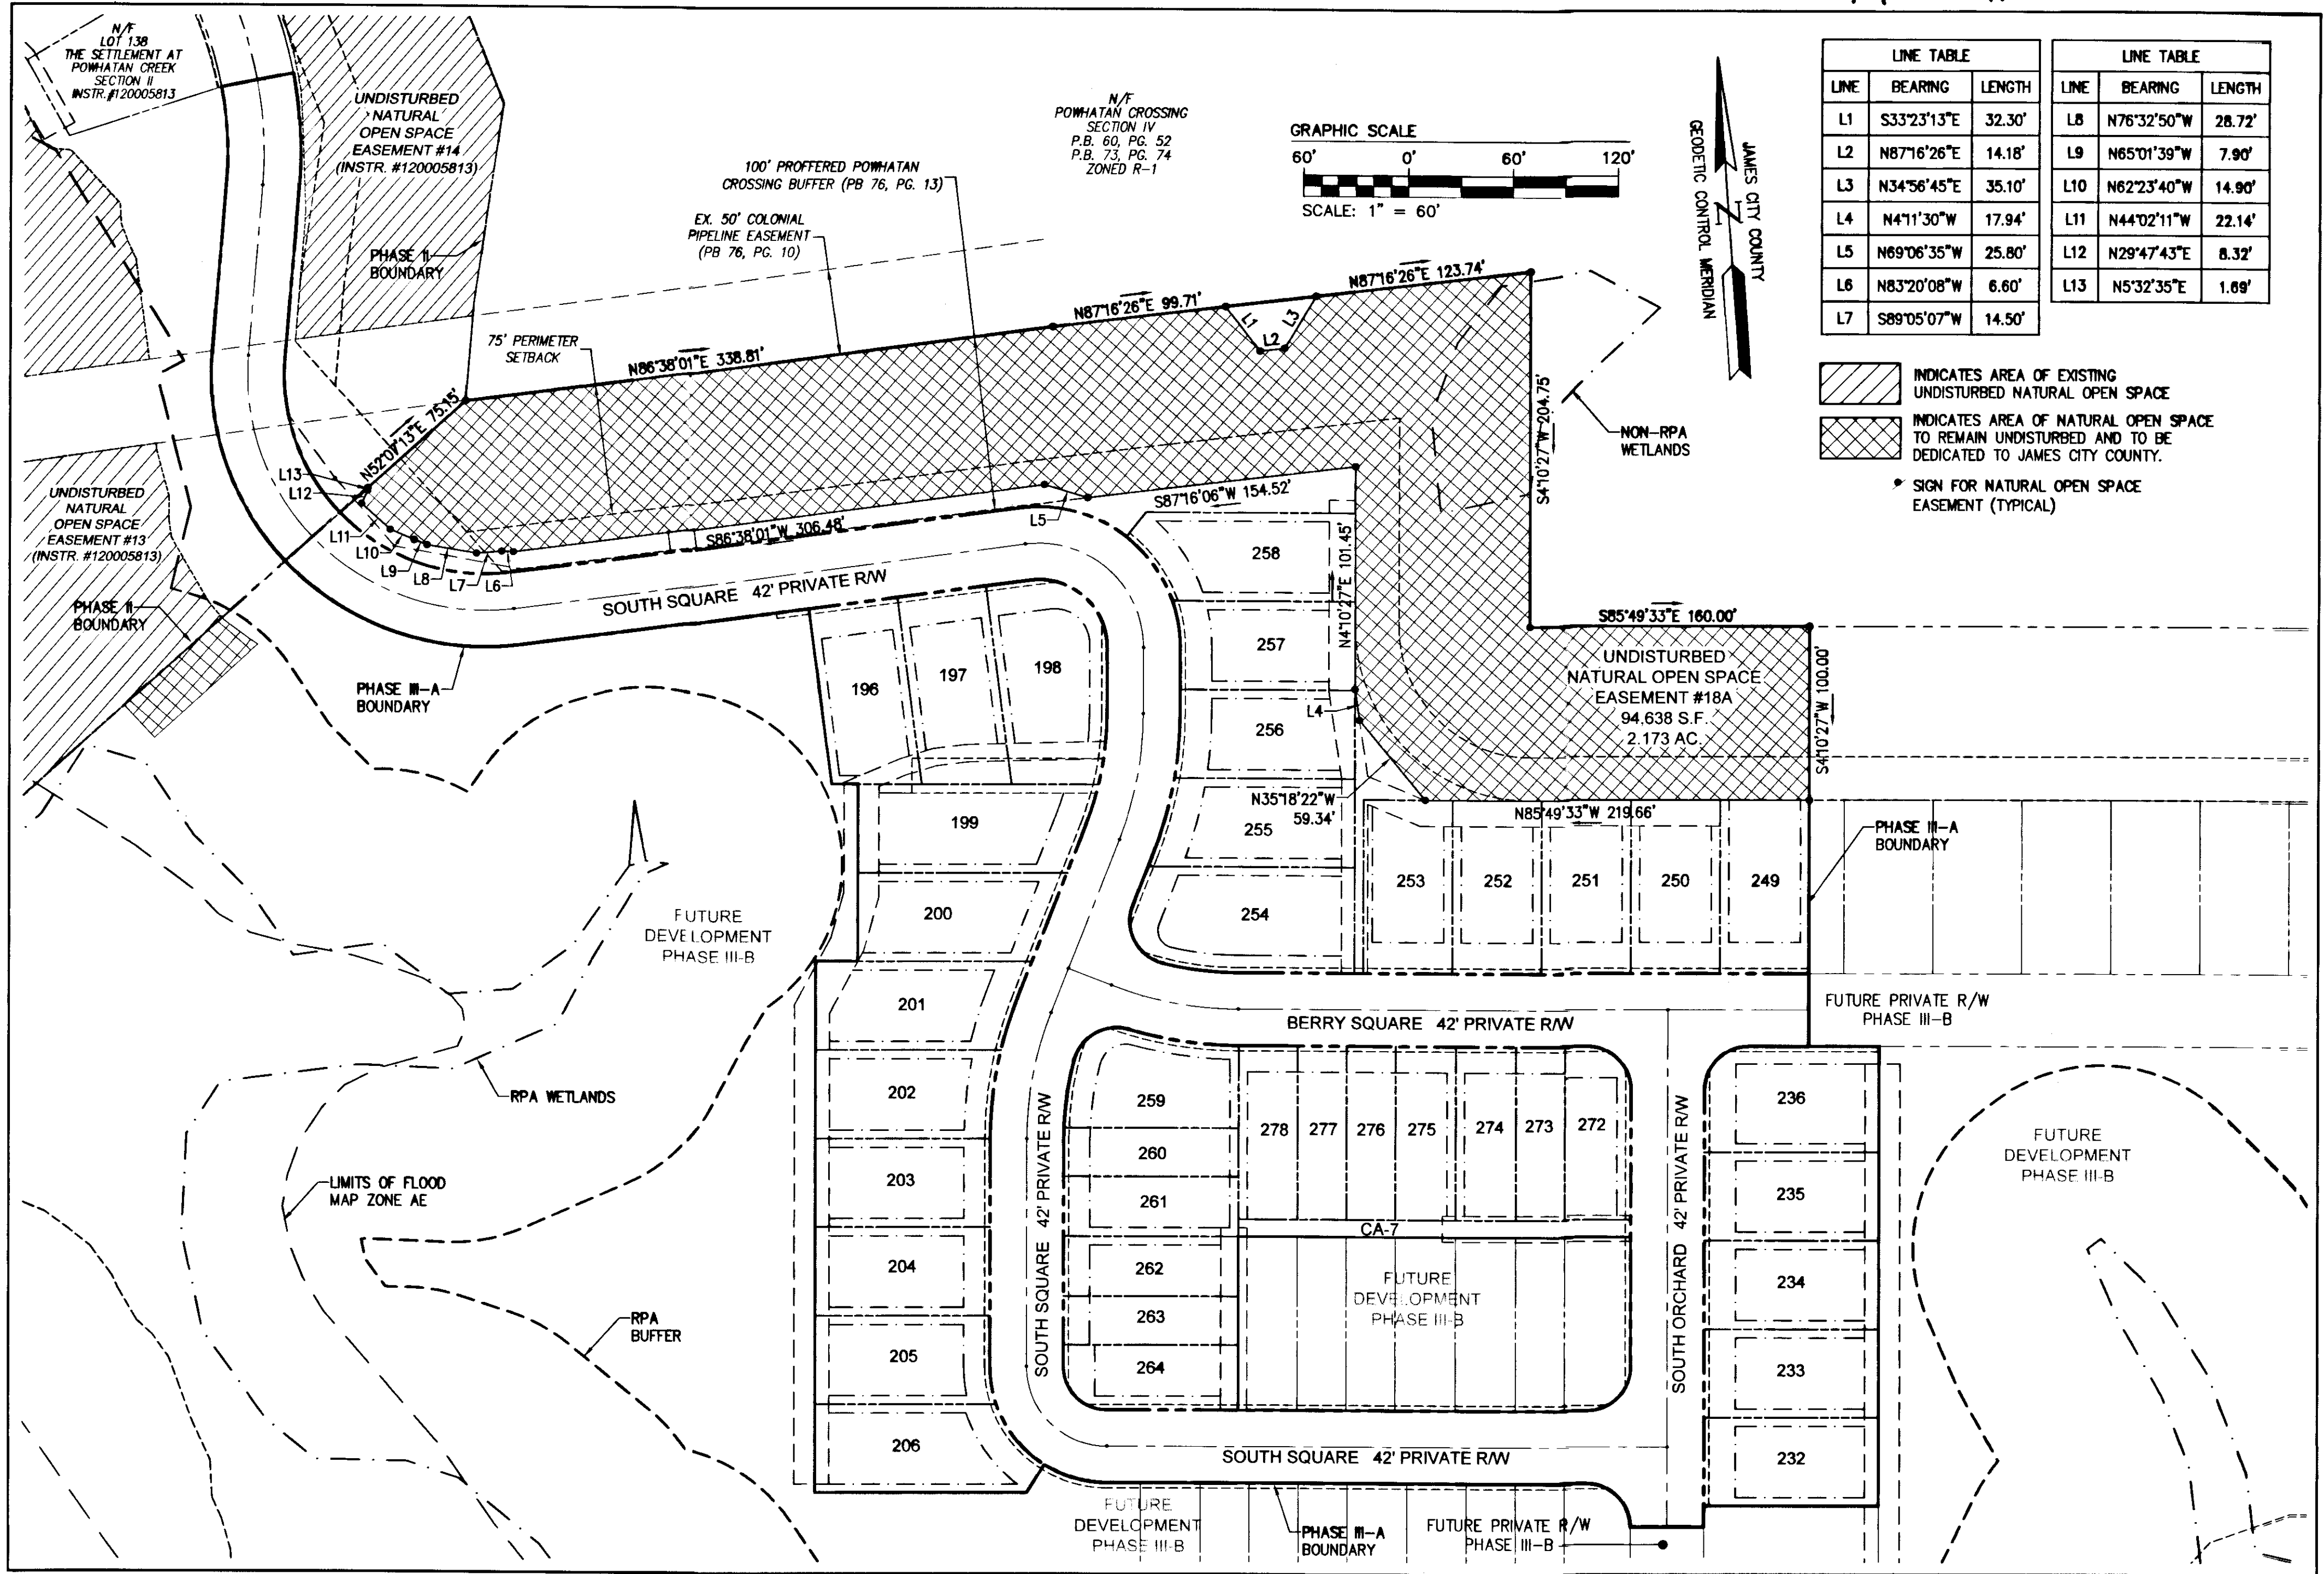 N/F
LOT 138
THE SETTLEMENT AT
POWHATAN CREEK
SECTION II
INSTR.#120005813
UNDISTURBED
NATURAL
OPEN SPACE
EASEMENT #14
(INSTR. #120005813)
PHASE II
BOUNDARY
N/F
POWHATAN CROSSING
SECTION IV
P.B. 60, PG. 52
P.B. 73, PG. 74
ZONED R-1
100' PROFFERED POWHATAN
CROSSING BUFFER (PB 76, PG. 13)
EX. 50' COLONIAL
PIPELINE EASEMENT
(PB 76, PG. 10)
75' PERIMETER
SETBACK
GRAPHIC SCALE
60' 0' 60' 120'
SCALE: 1" = 60'
JAMES CITY COUNTY
GEODETIC CONTROL MERIDIAN
N
LINE TABLE
LINE BEARING LENGTH
L1 S33°23'13"E 32.30'
L2 N87°16'26"E 14.18'
L3 N34°56'45"E 35.10'
L4 N4°11'30"W 17.94'
L5 N69°06'35"W 25.80'
L6 N83°20'08"W 6.60'
L7 S89°05'07"W 14.50'
LINE TABLE
LINE BEARING LENGTH
L8 N76°32'50"W 28.72'
L9 N65°01'39"W 7.90'
L10 N62°23'40"W 14.90'
L11 N44°02'11"W 22.14'
L12 N29°47'43"E 8.32'
L13 N5°32'35"E 1.69'
INDICATES AREA OF EXISTING
UNDISTURBED NATURAL OPEN SPACE
INDICATES AREA OF NATURAL OPEN SPACE
TO REMAIN UNDISTURBED AND TO BE
DEDICATED TO JAMES CITY COUNTY.
SIGN FOR NATURAL OPEN SPACE
EASEMENT (TYPICAL)
N52°07'13"E 75.15'
N86°38'01"E 338.81'
N87°16'26"E 99.71'
L1
L2
L3
N87°16'26"E 123.74'
S4°10'27"W 204.75'
NON-RPA
WETLANDS
L13
L12
L11
L10
L9
L8
L7
L6
S86°38'01"W 306.48'
L5
S87°16'06"W 154.52'
N4°10'27"E 101.45'
L4
N35°18'22"W
59.34'
N85°49'33"W 219.66'
S85°49'33"E 160.00'
S4°10'27"W 100.00'
UNDISTURBED
NATURAL OPEN SPACE
EASEMENT #18A
94,638 S.F.
2.173 AC.
UNDISTURBED
NATURAL
OPEN SPACE
EASEMENT #13
(INSTR. #120005813)
PHASE II
BOUNDARY
PHASE III-A
BOUNDARY
SOUTH SQUARE 42' PRIVATE R/W
258
257
256
255
254
196
197
198
199
200
201
202
203
204
205
206
253
252
251
250
249
PHASE III-A
BOUNDARY
FUTURE
DEVELOPMENT
PHASE III-B
RPA WETLANDS
LIMITS OF FLOOD
MAP ZONE AE
RPA
BUFFER
BERRY SQUARE 42' PRIVATE R/W
FUTURE PRIVATE R/W
PHASE III-B
SOUTH SQUARE 42' PRIVATE R/W
259
260
261
262
263
264
278
277
276
275
274
273
272
CA-7
FUTURE
DEVELOPMENT
PHASE III-B
SOUTH ORCHARD 42' PRIVATE R/W
236
235
234
233
232
FUTURE
DEVELOPMENT
PHASE III-B
SOUTH SQUARE 42' PRIVATE R/W
FUTURE
DEVELOPMENT
PHASE III-B
PHASE III-A
BOUNDARY
FUTURE PRIVATE R/W
PHASE III-B